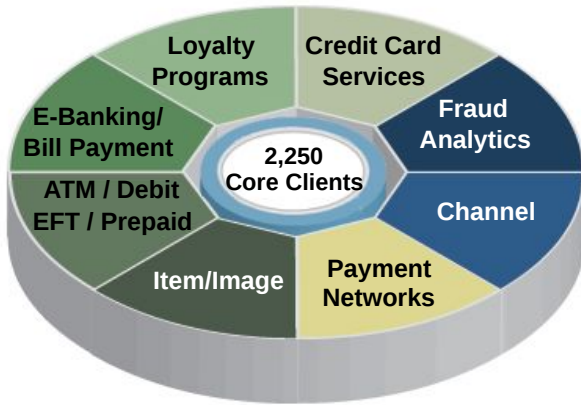 Loyalty
Programs
Credit Card
Services
E-Banking/
Bill Payment
Fraud
Analytics
2,250
Core Clients
ATM / Debit
EFT / Prepaid
Channel
Item/Image
Payment
Networks